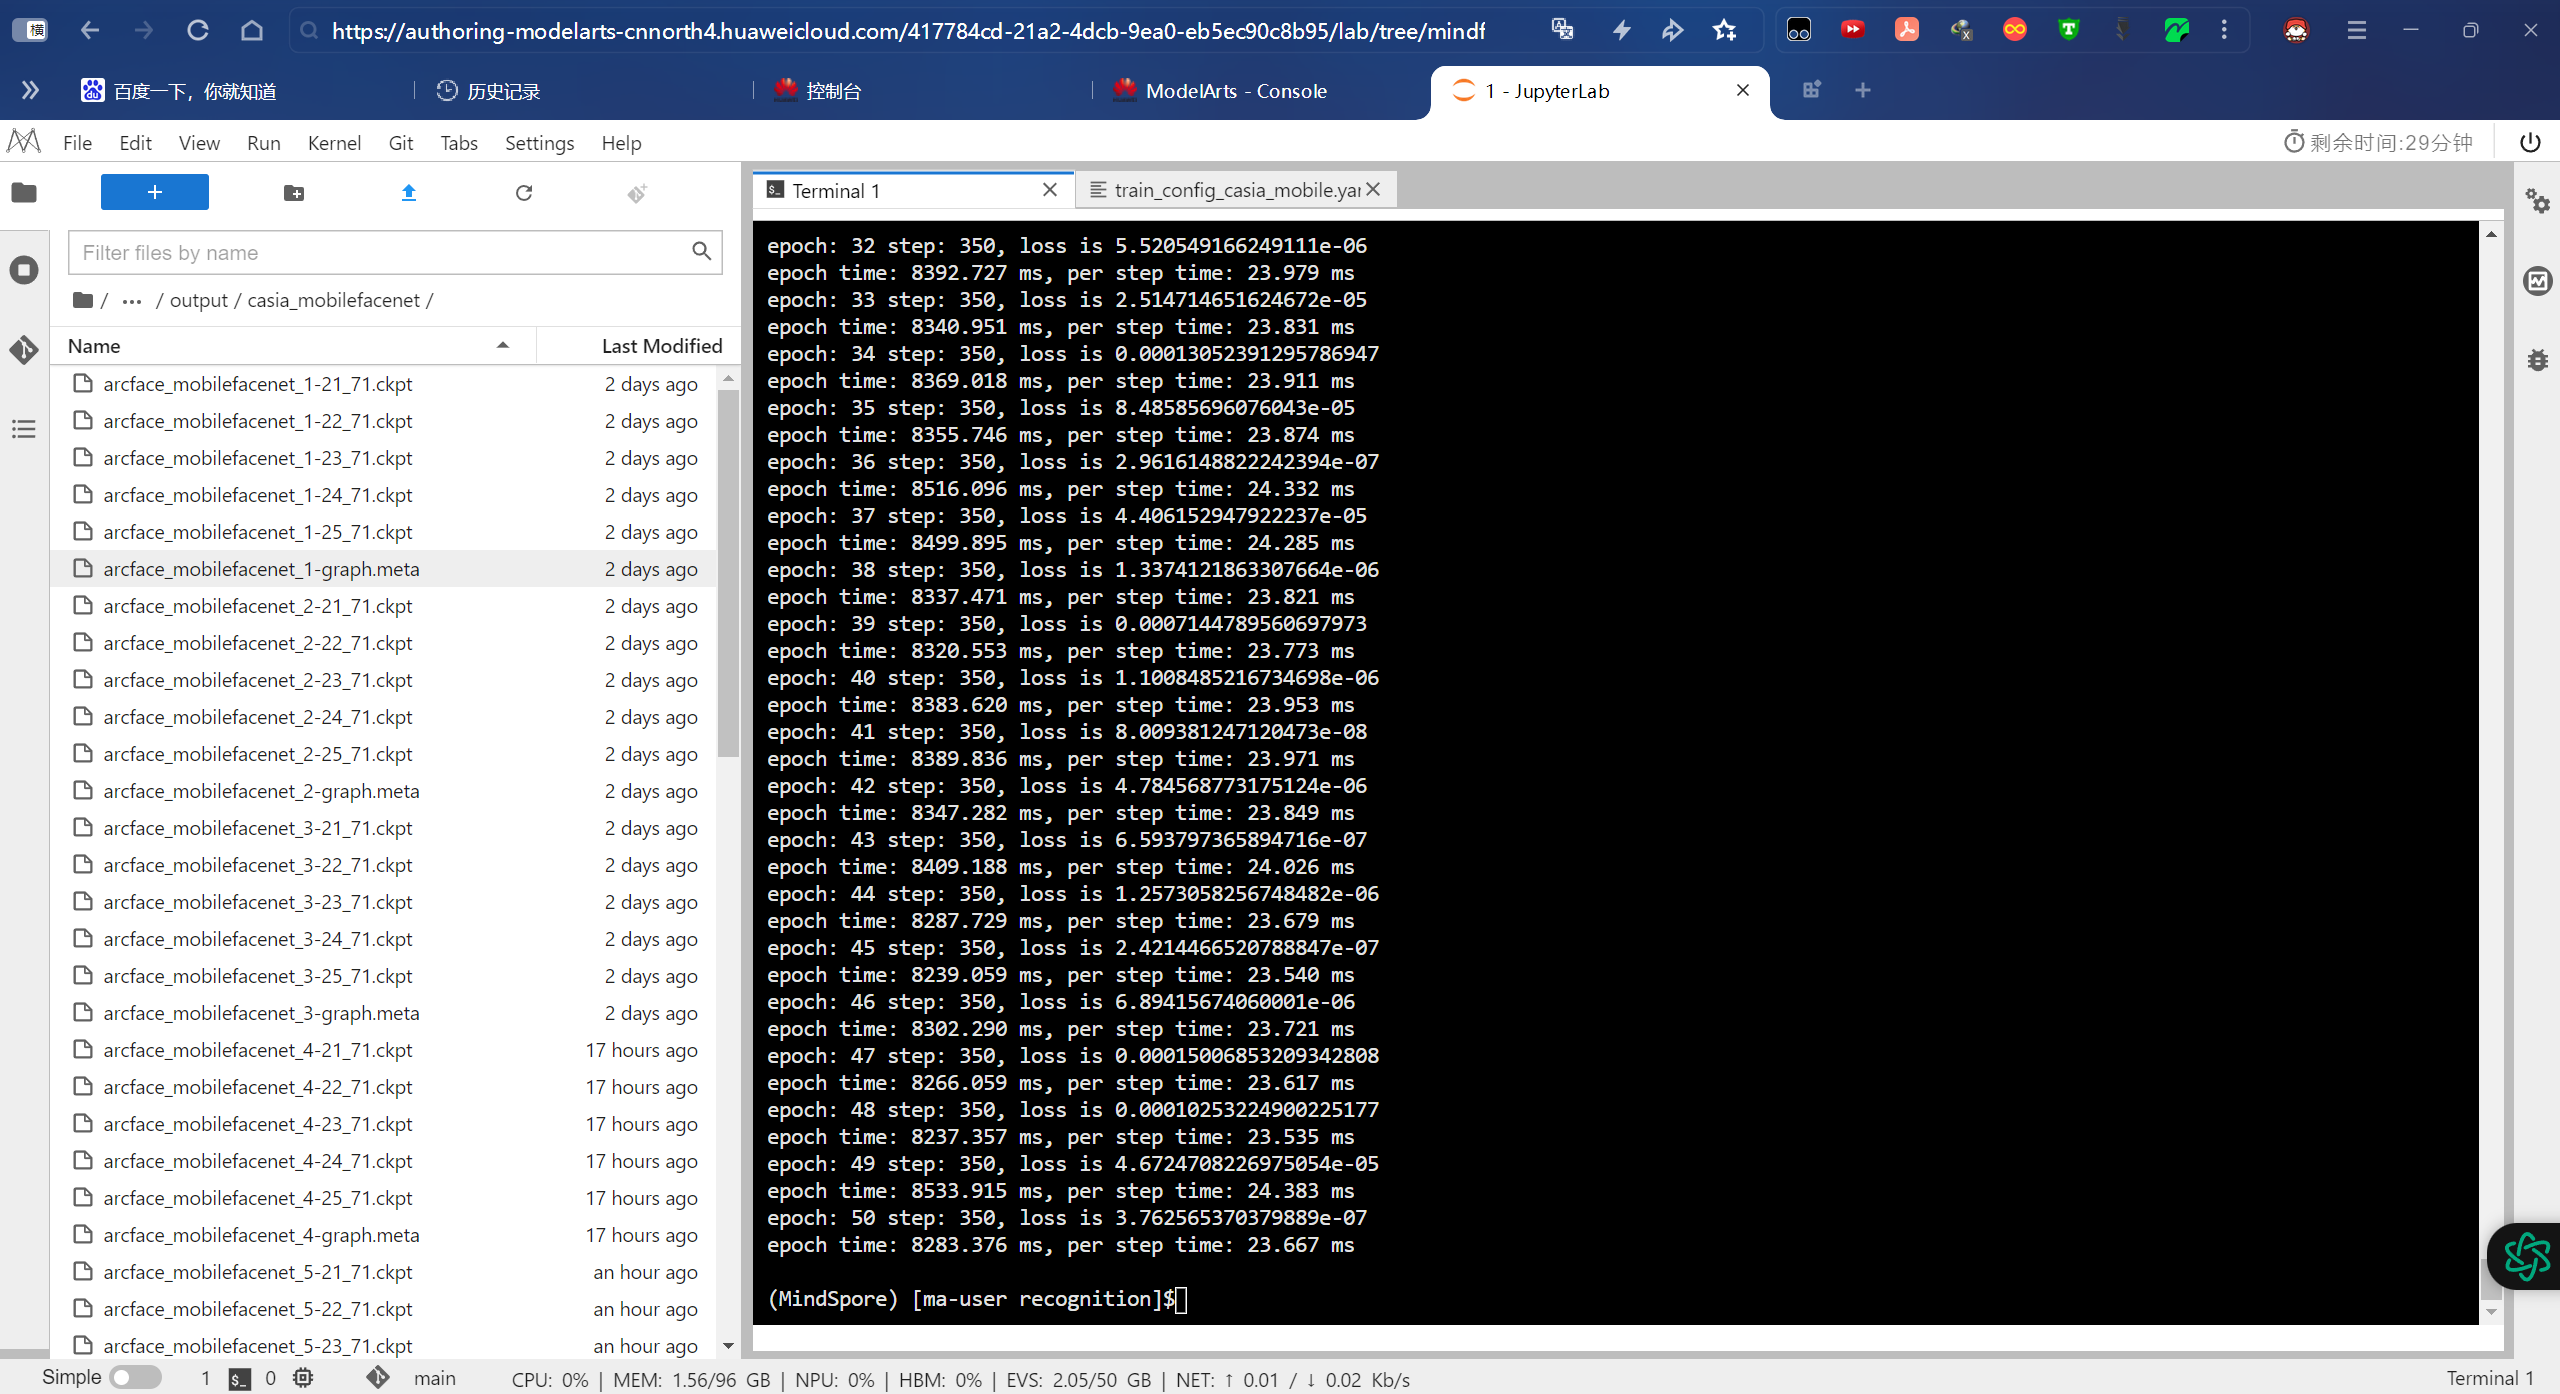 横
https://authoring-modelarts-cnnorth4.huaweicloud.com/417784cd-21a2-4dcb-9ea0-eb5ec90c8b95/lab/tree/mindf
百度一下，你就知道
历史记录
控制台
ModelArts - Console
1 - JupyterLab
File Edit View Run Kernel Git Tabs Settings Help
剩余时间:29分钟
Filter files by name
/ ··· / output / casia_mobilefacenet /
Name Last Modified
arcface_mobilefacenet_1-21_71.ckpt 2 days ago
arcface_mobilefacenet_1-22_71.ckpt 2 days ago
arcface_mobilefacenet_1-23_71.ckpt 2 days ago
arcface_mobilefacenet_1-24_71.ckpt 2 days ago
arcface_mobilefacenet_1-25_71.ckpt 2 days ago
arcface_mobilefacenet_1-graph.meta 2 days ago
arcface_mobilefacenet_2-21_71.ckpt 2 days ago
arcface_mobilefacenet_2-22_71.ckpt 2 days ago
arcface_mobilefacenet_2-23_71.ckpt 2 days ago
arcface_mobilefacenet_2-24_71.ckpt 2 days ago
arcface_mobilefacenet_2-25_71.ckpt 2 days ago
arcface_mobilefacenet_2-graph.meta 2 days ago
arcface_mobilefacenet_3-21_71.ckpt 2 days ago
arcface_mobilefacenet_3-22_71.ckpt 2 days ago
arcface_mobilefacenet_3-23_71.ckpt 2 days ago
arcface_mobilefacenet_3-24_71.ckpt 2 days ago
arcface_mobilefacenet_3-25_71.ckpt 2 days ago
arcface_mobilefacenet_3-graph.meta 2 days ago
arcface_mobilefacenet_4-21_71.ckpt 17 hours ago
arcface_mobilefacenet_4-22_71.ckpt 17 hours ago
arcface_mobilefacenet_4-23_71.ckpt 17 hours ago
arcface_mobilefacenet_4-24_71.ckpt 17 hours ago
arcface_mobilefacenet_4-25_71.ckpt 17 hours ago
arcface_mobilefacenet_4-graph.meta 17 hours ago
arcface_mobilefacenet_5-21_71.ckpt an hour ago
arcface_mobilefacenet_5-22_71.ckpt an hour ago
arcface_mobilefacenet_5-23_71.ckpt an hour ago
Terminal 1
train_config_casia_mobile.yar
epoch: 32 step: 350, loss is 5.520549166249111e-06
epoch time: 8392.727 ms, per step time: 23.979 ms
epoch: 33 step: 350, loss is 2.514714651624672e-05
epoch time: 8340.951 ms, per step time: 23.831 ms
epoch: 34 step: 350, loss is 0.00013052391295786947
epoch time: 8369.018 ms, per step time: 23.911 ms
epoch: 35 step: 350, loss is 8.48585696076043e-05
epoch time: 8355.746 ms, per step time: 23.874 ms
epoch: 36 step: 350, loss is 2.9616148822242394e-07
epoch time: 8516.096 ms, per step time: 24.332 ms
epoch: 37 step: 350, loss is 4.406152947922237e-05
epoch time: 8499.895 ms, per step time: 24.285 ms
epoch: 38 step: 350, loss is 1.3374121863307664e-06
epoch time: 8337.471 ms, per step time: 23.821 ms
epoch: 39 step: 350, loss is 0.0007144789560697973
epoch time: 8320.553 ms, per step time: 23.773 ms
epoch: 40 step: 350, loss is 1.1008485216734698e-06
epoch time: 8383.620 ms, per step time: 23.953 ms
epoch: 41 step: 350, loss is 8.009381247120473e-08
epoch time: 8389.836 ms, per step time: 23.971 ms
epoch: 42 step: 350, loss is 4.784568773175124e-06
epoch time: 8347.282 ms, per step time: 23.849 ms
epoch: 43 step: 350, loss is 6.593797365894716e-07
epoch time: 8409.188 ms, per step time: 24.026 ms
epoch: 44 step: 350, loss is 1.2573058256748482e-06
epoch time: 8287.729 ms, per step time: 23.679 ms
epoch: 45 step: 350, loss is 2.4214466520788847e-07
epoch time: 8239.059 ms, per step time: 23.540 ms
epoch: 46 step: 350, loss is 6.89415674060001e-06
epoch time: 8302.290 ms, per step time: 23.721 ms
epoch: 47 step: 350, loss is 0.00015006853209342808
epoch time: 8266.059 ms, per step time: 23.617 ms
epoch: 48 step: 350, loss is 0.00010253224900225177
epoch time: 8237.357 ms, per step time: 23.535 ms
epoch: 49 step: 350, loss is 4.6724708226975054e-05
epoch time: 8533.915 ms, per step time: 24.383 ms
epoch: 50 step: 350, loss is 3.762565370379889e-07
epoch time: 8283.376 ms, per step time: 23.667 ms
(MindSpore) [ma-user recognition]$
Simple 1 0 main CPU: 0% | MEM: 1.56/96 GB | NPU: 0% | HBM: 0% | EVS: 2.05/50 GB | NET: ↑ 0.01 / ↓ 0.02 Kb/s Terminal 1